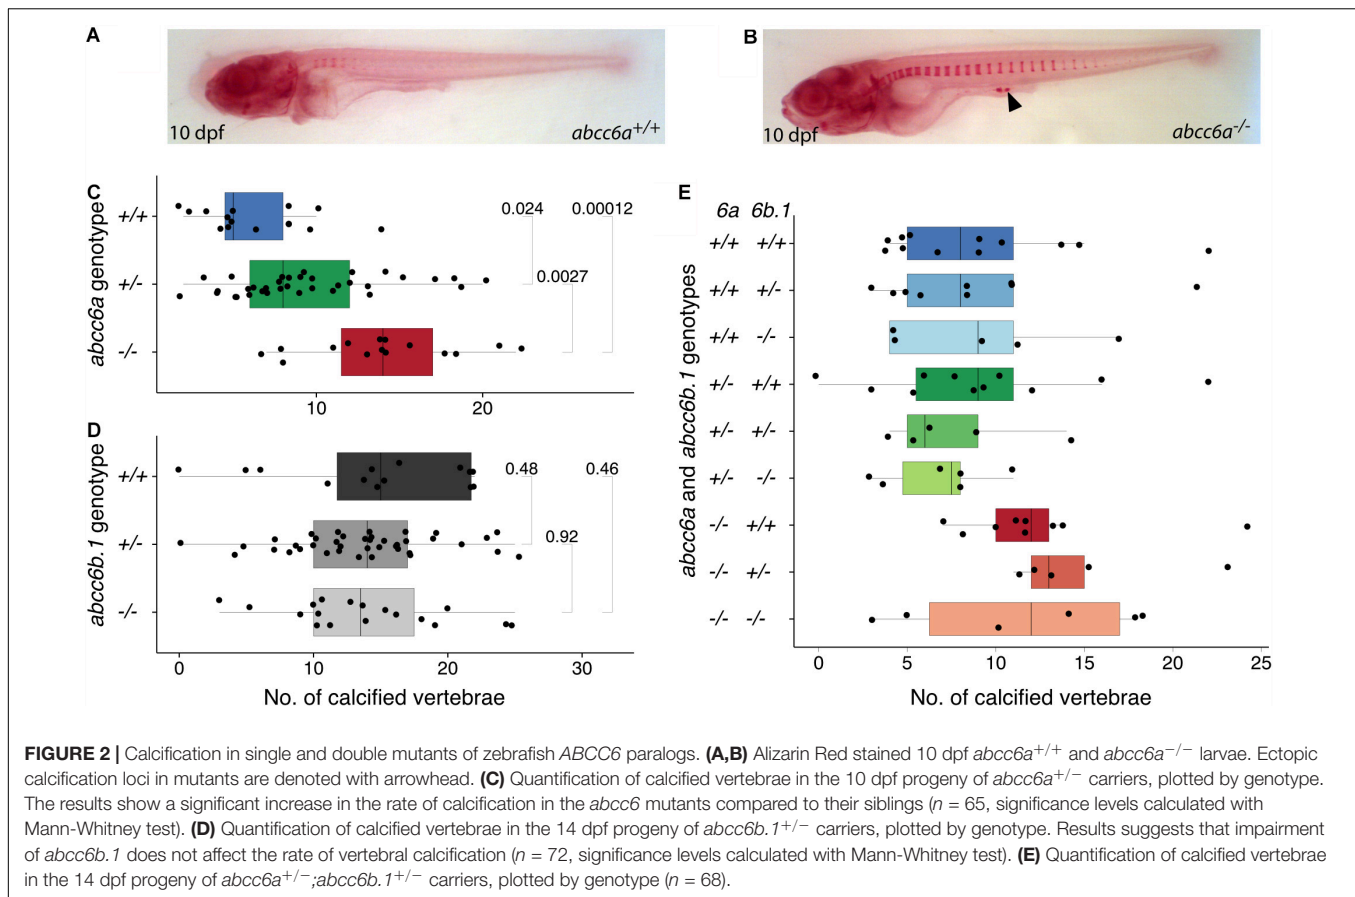 A
B
10 dpf
abcc6a+/+
10 dpf
abcc6a-/-
C
abcc6a genotype
+/+
+/-
-/-
0.024
0.00012
0.0027
10
20
D
abcc6b.1 genotype
+/+
+/-
-/-
0.48
0.46
0.92
0
10
20
30
No. of calcified vertebrae
E
abcc6a and abcc6b.1 genotypes
6a 6b.1
+/+ +/+
+/+ +/-
+/+ -/-
+/- +/+
+/- +/-
+/- -/-
-/- +/+
-/- +/-
-/- -/-
0
5
10
15
20
25
No. of calcified vertebrae
FIGURE 2 | Calcification in single and double mutants of zebrafish ABCC6 paralogs. (A,B) Alizarin Red stained 10 dpf abcc6a+/+ and abcc6a−/− larvae. Ectopic
calcification loci in mutants are denoted with arrowhead. (C) Quantification of calcified vertebrae in the 10 dpf progeny of abcc6a+/− carriers, plotted by genotype.
The results show a significant increase in the rate of calcification in the abcc6 mutants compared to their siblings (n = 65, significance levels calculated with
Mann-Whitney test). (D) Quantification of calcified vertebrae in the 14 dpf progeny of abcc6b.1+/− carriers, plotted by genotype. Results suggests that impairment
of abcc6b.1 does not affect the rate of vertebral calcification (n = 72, significance levels calculated with Mann-Whitney test). (E) Quantification of calcified vertebrae
in the 14 dpf progeny of abcc6a+/−;abcc6b.1+/− carriers, plotted by genotype (n = 68).